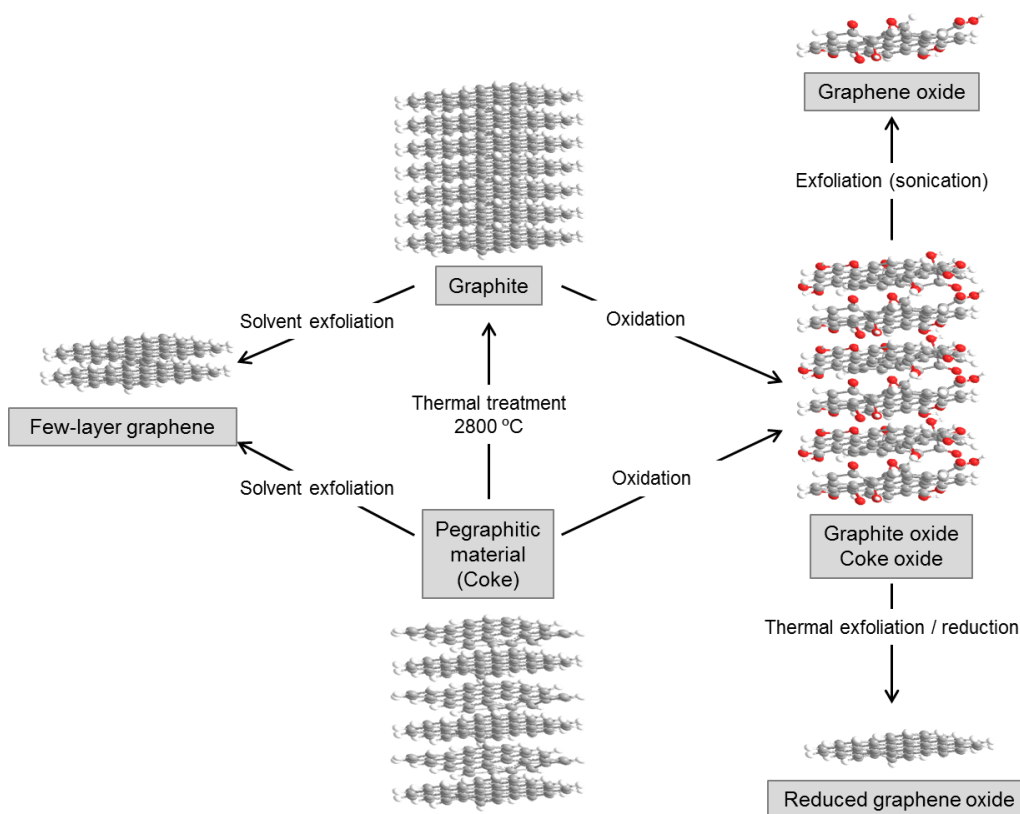 Graphene oxide
Exfoliation (sonication)
Graphite
Solvent exfoliation
Oxidation
Few-layer graphene
Thermal treatment
2800 ºC
Solvent exfoliation
Oxidation
Pegraphitic
material
(Coke)
Graphite oxide
Coke oxide
Thermal exfoliation / reduction
Reduced graphene oxide